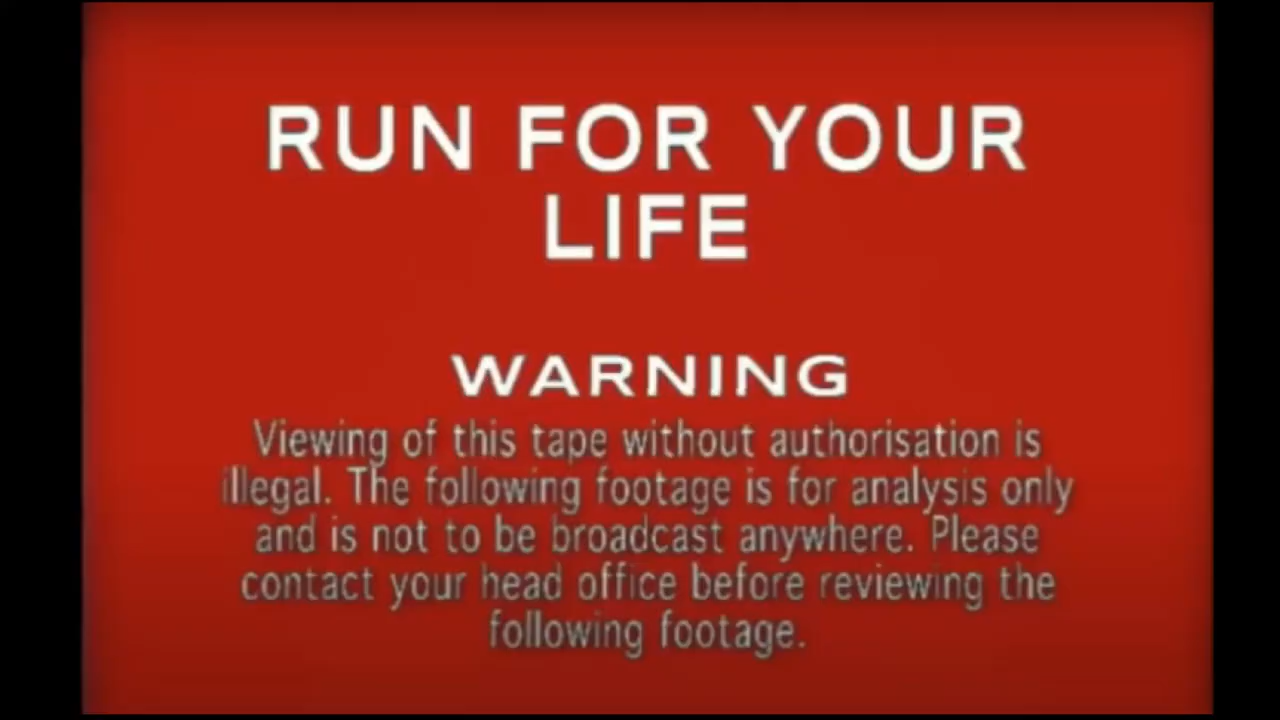 RUN FOR YOUR
LIFE
WARNING
Viewing of this tape without authorisation is
illegal. The following footage is for analysis only
and is not to be broadcast anywhere. Please
contact your head office before reviewing the
following footage.